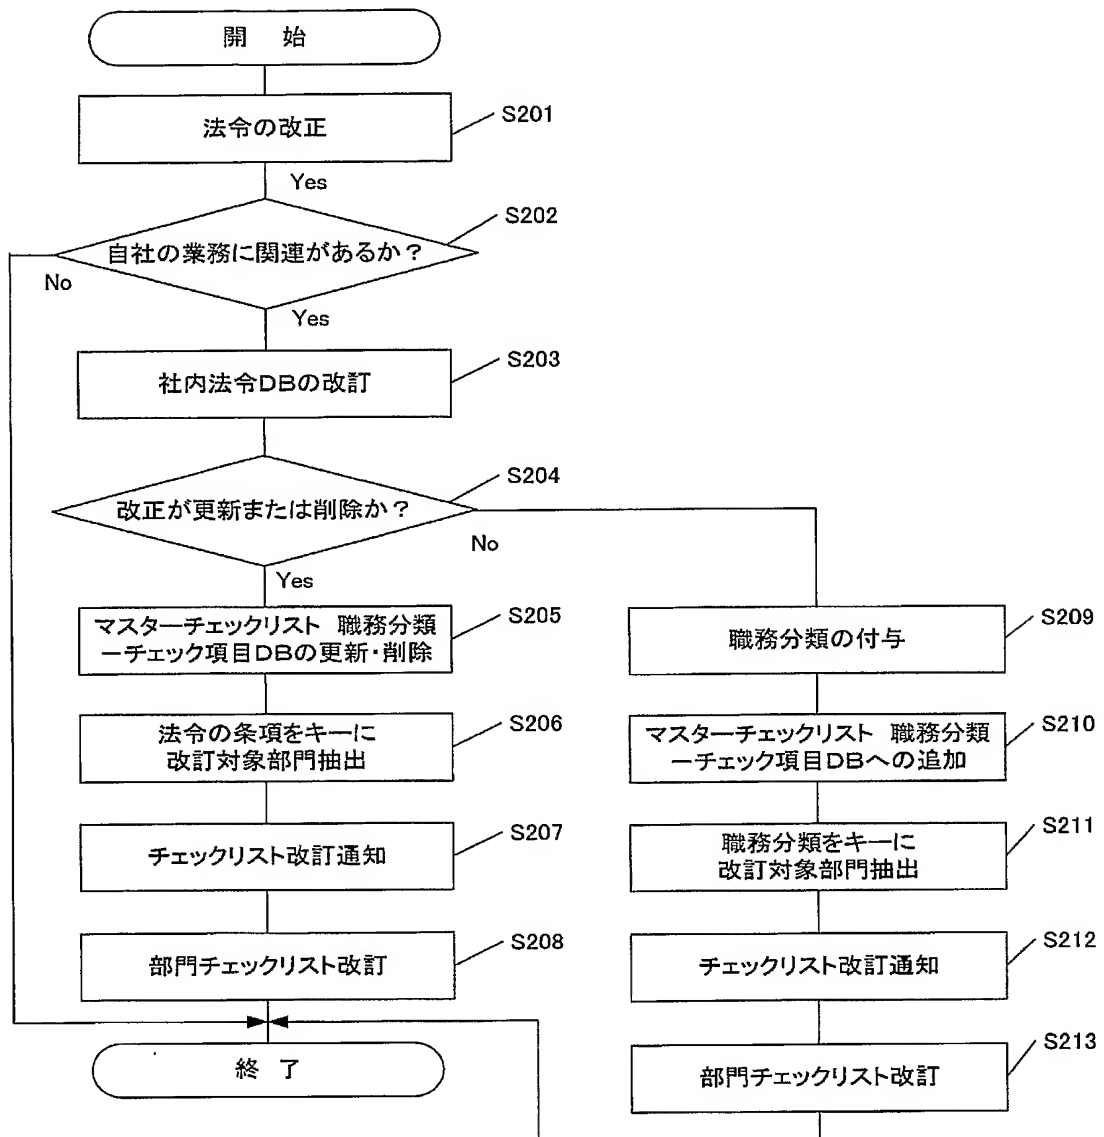 開 始
法令の改正
S201
Yes
S202
自社の業務に関連があるか？
No
Yes
S203
社内法令DBの改訂
S204
改正が更新または削除か？
No
Yes
マスターチェックリスト 職務分類
ーチェック項目DBの更新・削除
S205
法令の条項をキーに
改訂対象部門抽出
S206
チェックリスト改訂通知
S207
部門チェックリスト改訂
S208
終 了
職務分類の付与
S209
マスターチェックリスト 職務分類
ーチェック項目DBへの追加
S210
職務分類をキーに
改訂対象部門抽出
S211
チェックリスト改訂通知
S212
部門チェックリスト改訂
S213